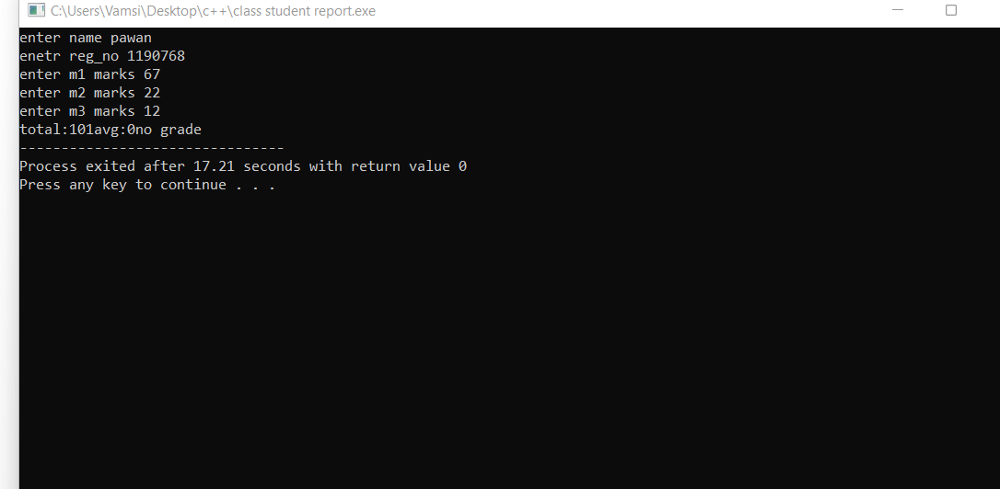 C:\Users\Vamsi\Desktop\c++\class student report.exe
enter name pawan
enetr reg_no 1190768
enter m1 marks 67
enter m2 marks 22
enter m3 marks 12
total:101avg:0no grade
--------------------------------
Process exited after 17.21 seconds with return value 0
Press any key to continue . . .